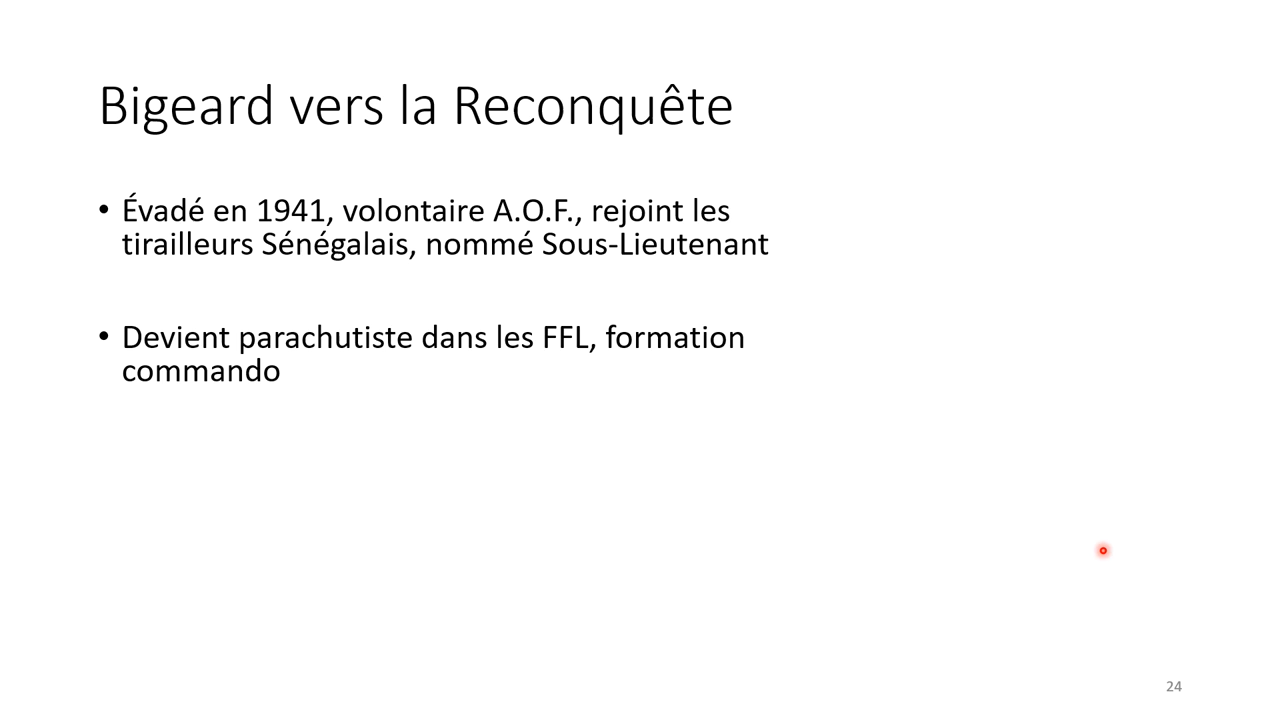 Bigeard vers la Reconquête
• Évadé en 1941, volontaire A.O.F., rejoint les
tirailleurs Sénégalais, nommé Sous-Lieutenant
• Devient parachutiste dans les FFL, formation
commando
24